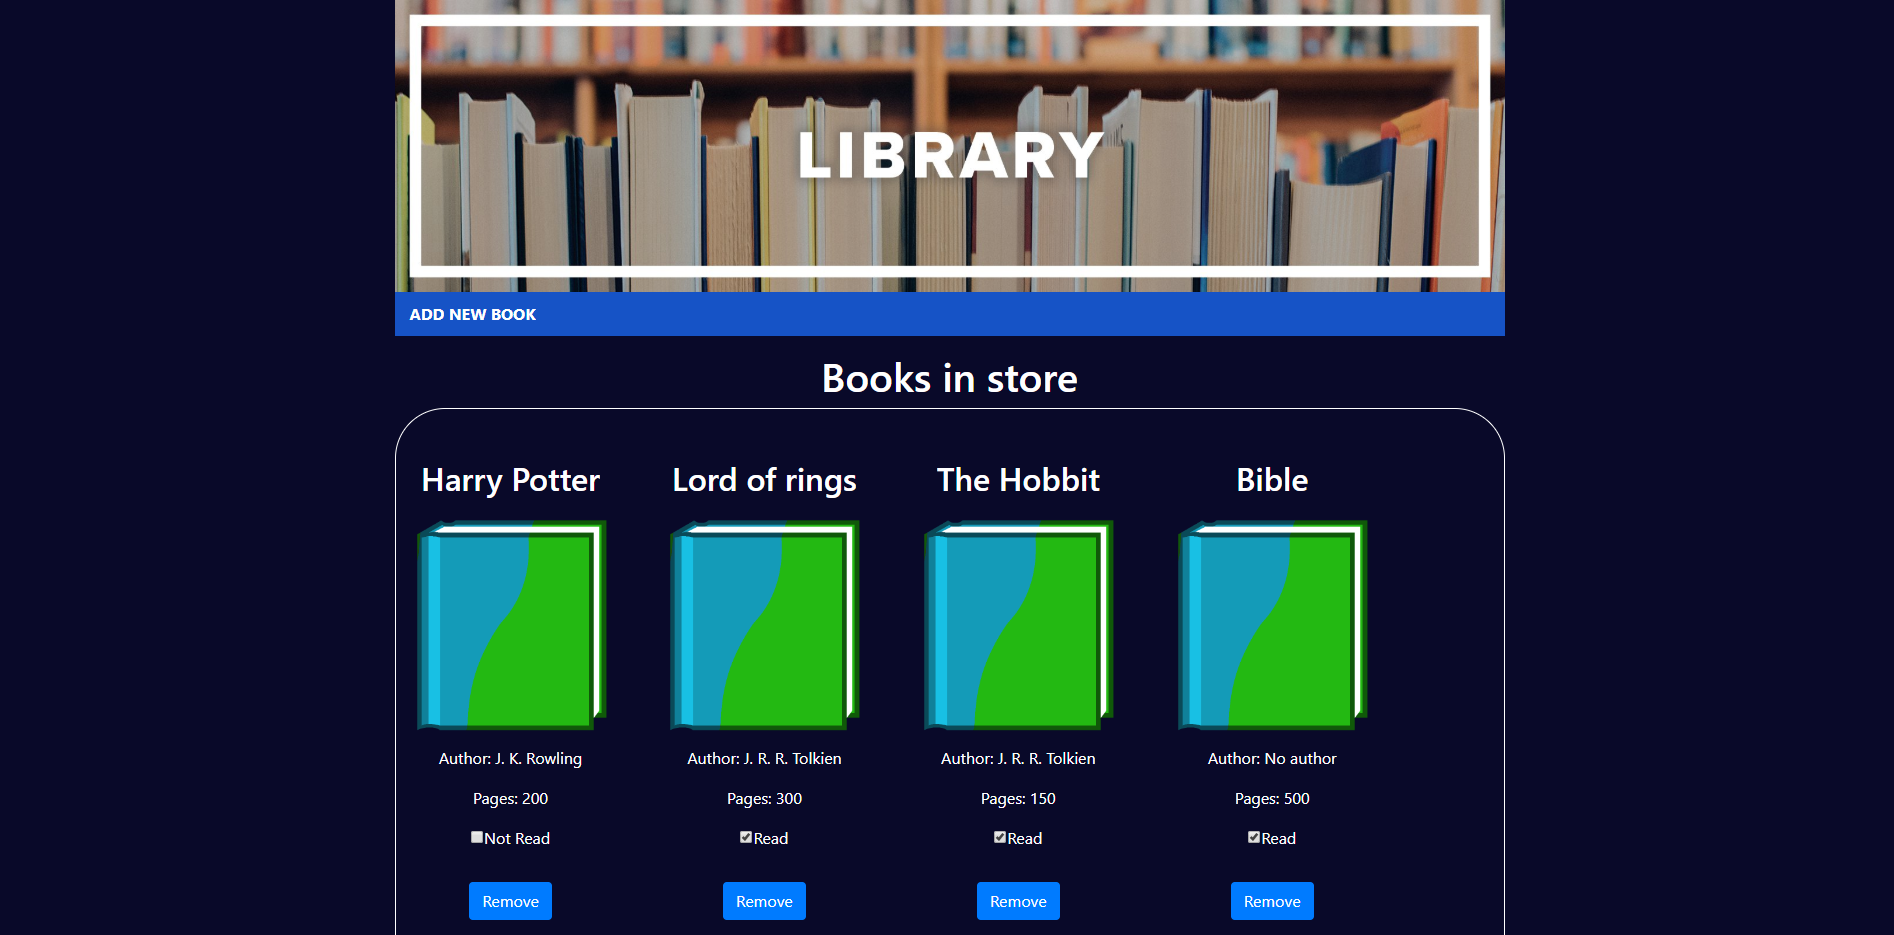 LIBRARY
ADD NEW BOOK
Books in store
Harry Potter
Lord of rings
The Hobbit
Bible
Author: J. K. Rowling
Author: J. R. R. Tolkien
Author: J. R. R. Tolkien
Author: No author
Pages: 200
Pages: 300
Pages: 150
Pages: 500
Not Read
Read
Read
Read
Remove
Remove
Remove
Remove